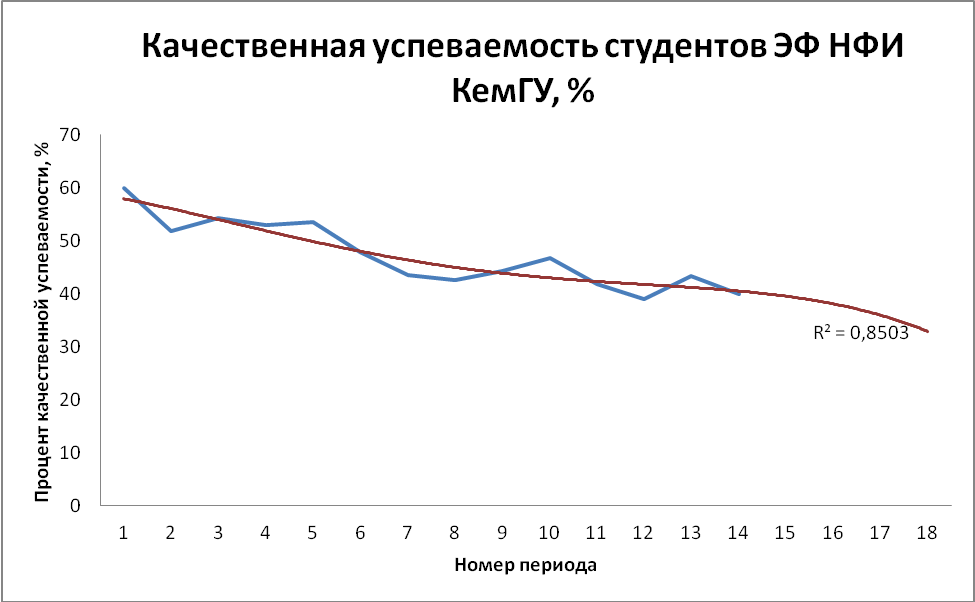 Качественная успеваемость студентов ЭФ НФИ
КемГУ, %
Процент качественной успеваемости, %
70
60
50
40
30
20
10
0
R² = 0,8503
1 2 3 4 5 6 7 8 9 10 11 12 13 14 15 16 17 18
Номер периода